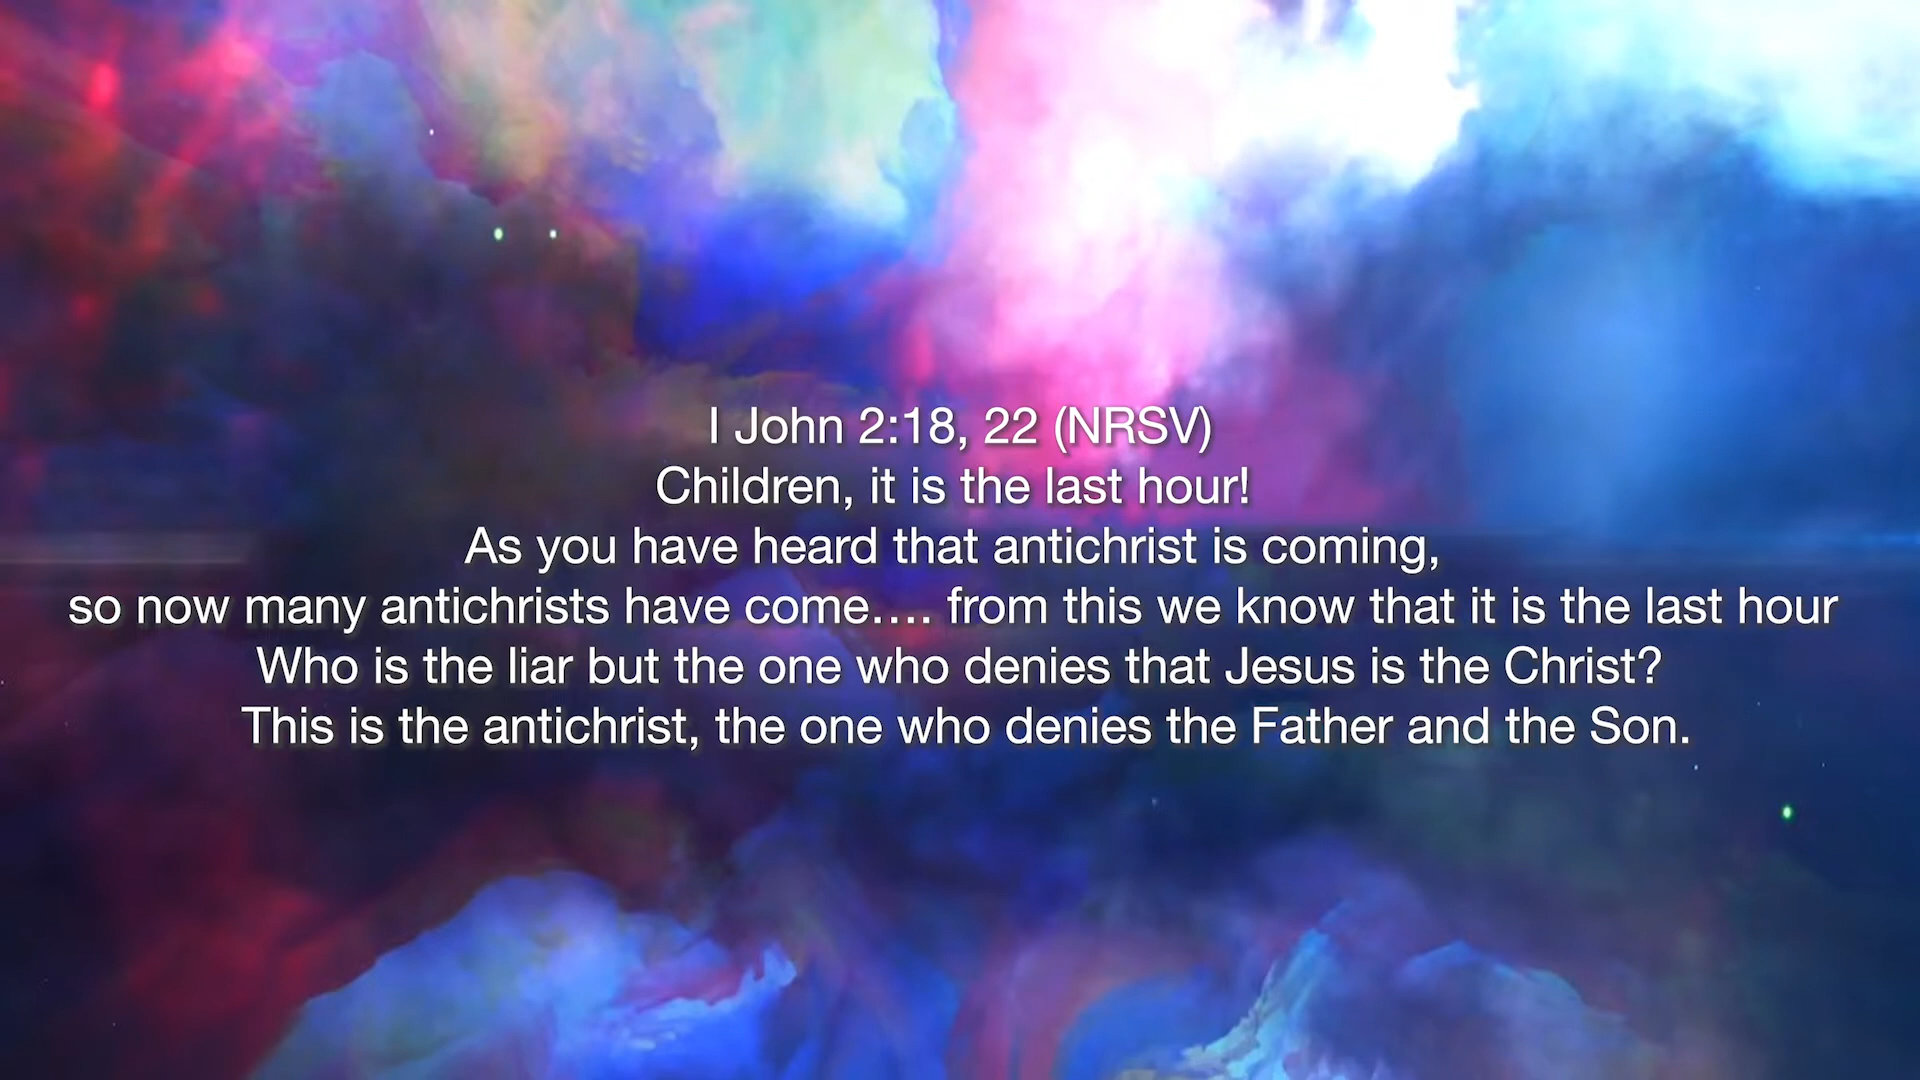 I John 2:18, 22 (NRSV)
Children, it is the last hour!
As you have heard that antichrist is coming,
so now many antichrists have come.... from this we know that it is the last hour
Who is the liar but the one who denies that Jesus is the Christ?
This is the antichrist, the one who denies the Father and the Son.